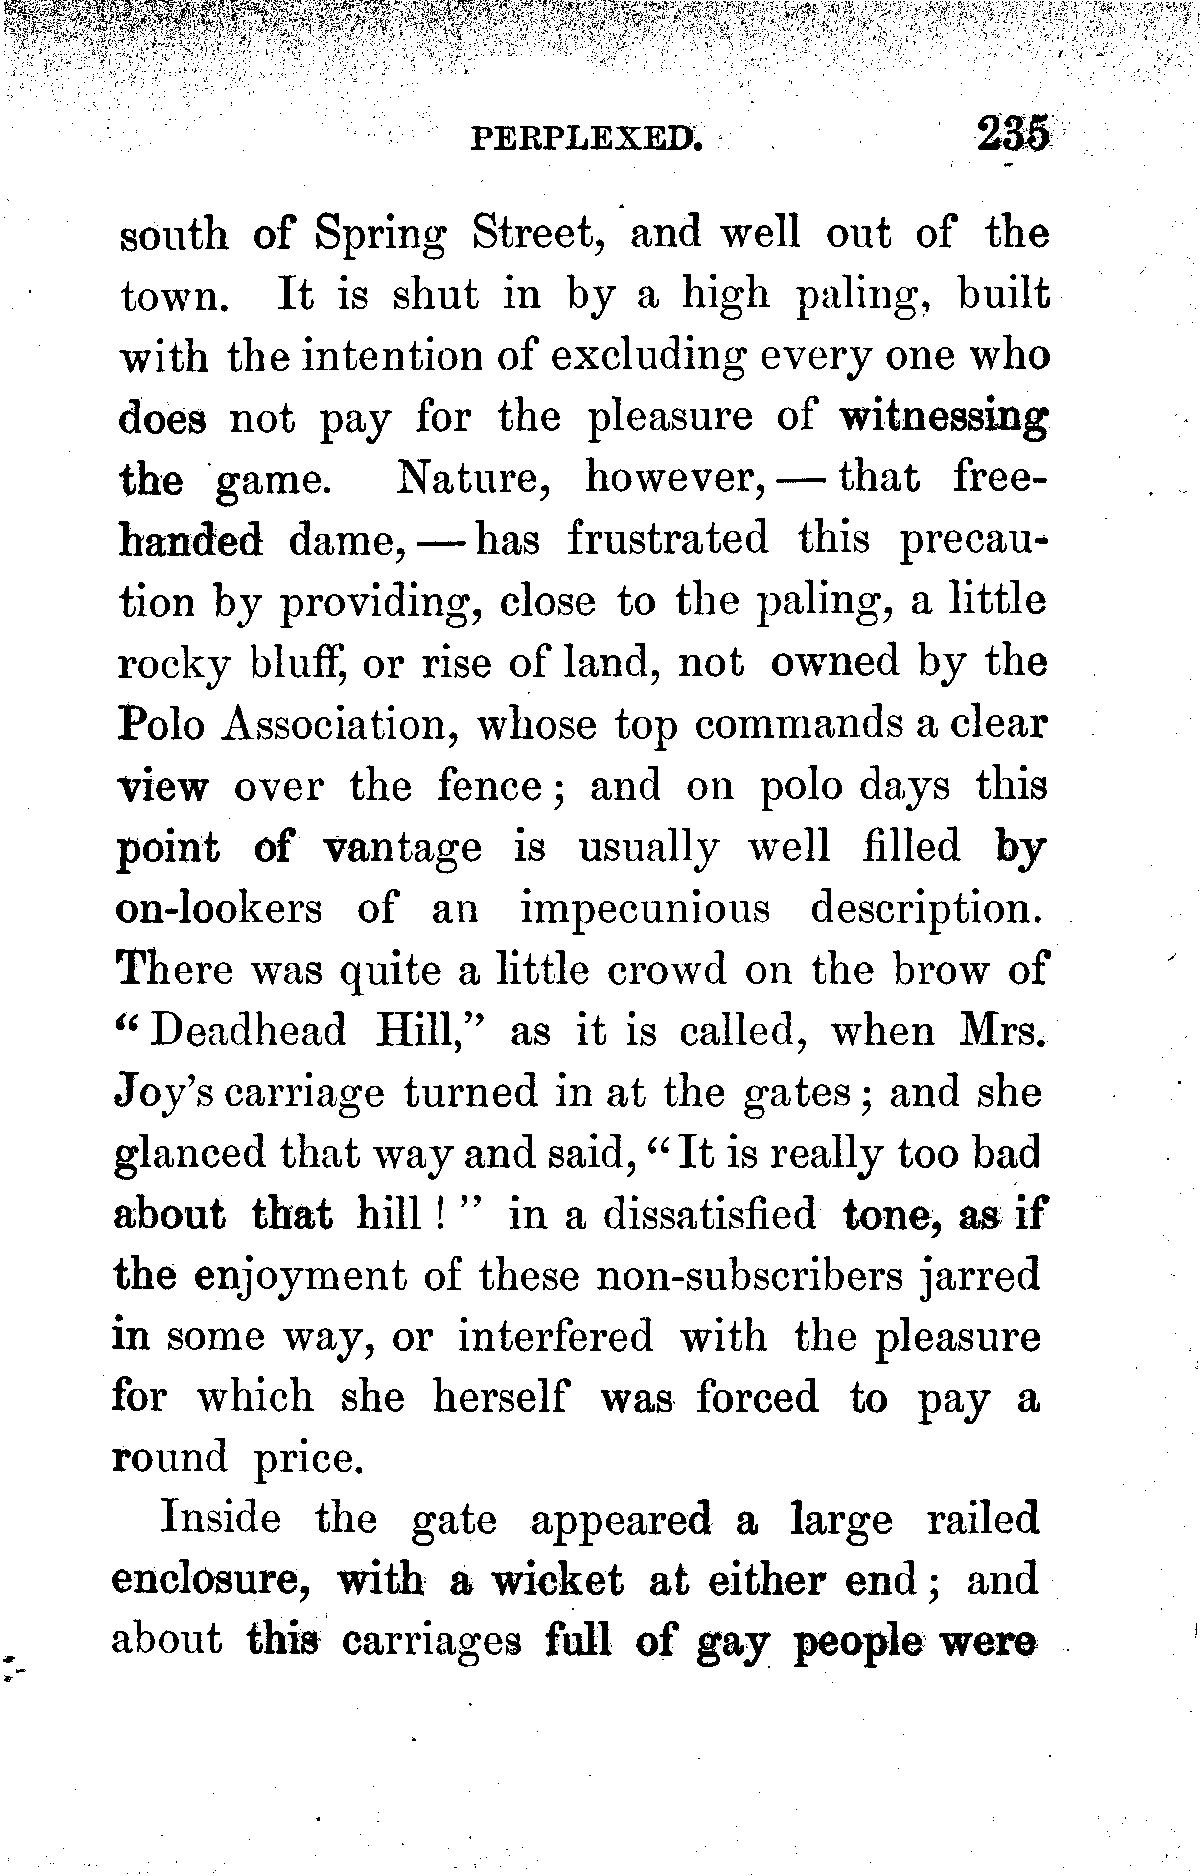 PERPLEXED. 235
south of Spring Street, and well out of the
town. It is shut in by a high paling, built
with the intention of excluding every one who
does not pay for the pleasure of witnessing
the game. Nature, however, — that free-
handed dame, — has frustrated this precau-
tion by providing, close to the paling, a little
rocky bluff, or rise of land, not owned by the
Polo Association, whose top commands a clear
view over the fence; and on polo days this
point of vantage is usually well filled by
on-lookers of an impecunious description.
There was quite a little crowd on the brow of
“Deadhead Hill,” as it is called, when Mrs.
Joy’s carriage turned in at the gates; and she
glanced that way and said, “It is really too bad
about that hill!” in a dissatisfied tone, as if
the enjoyment of these non-subscribers jarred
in some way, or interfered with the pleasure
for which she herself was forced to pay a
round price.
Inside the gate appeared a large railed
enclosure, with a wicket at either end; and
about this carriages full of gay people were